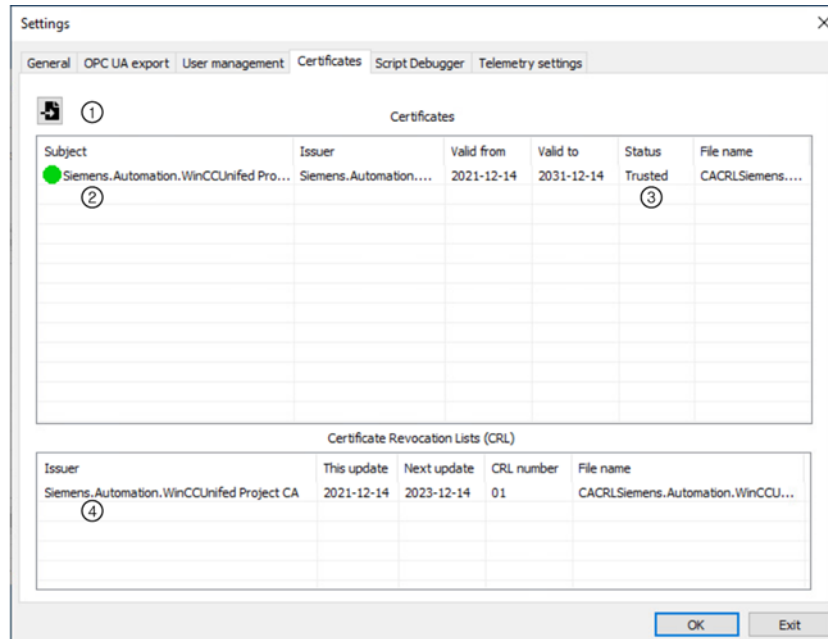 Settings
General OPC UA export User management Certificates Script Debugger Telemetry settings
①
Certificates
Subject Issuer Valid from Valid to Status File name
Siemens.Automation.WinCCUnifed Pro... Siemens.Automation.... 2021-12-14 2031-12-14 Trusted CACRLSiemens....
② ③
Certificate Revocation Lists (CRL)
Issuer This update Next update CRL number File name
Siemens.Automation.WinCCUnifed Project CA 2021-12-14 2023-12-14 01 CACRLSiemens.Automation.WinCCU...
④
OK Exit